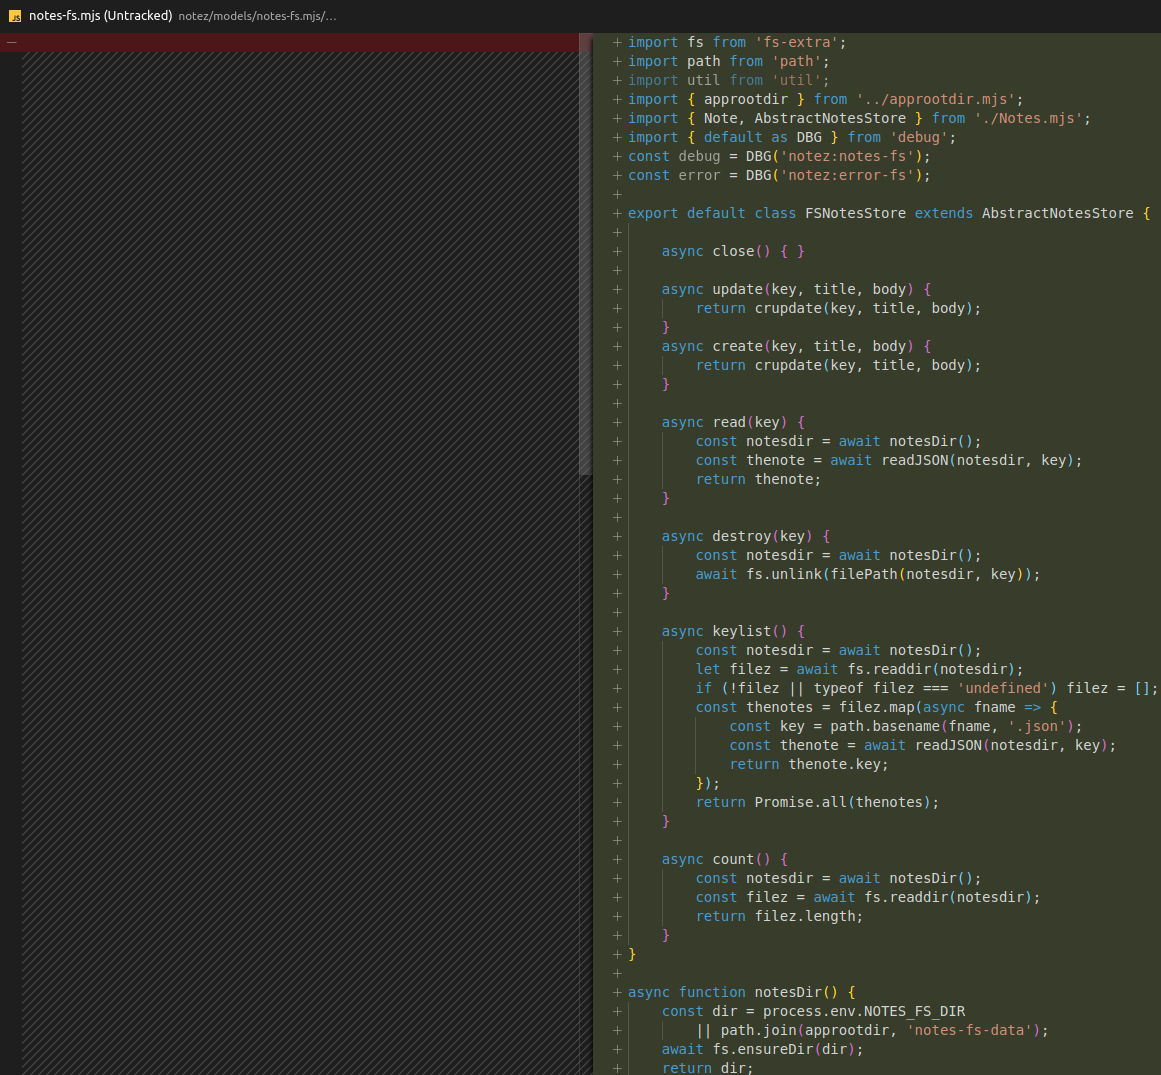 JS notes-fs.mjs (Untracked) notez/models/notes-fs.mjs/...
import fs from 'fs-extra';
import path from 'path';
import util from 'util';
import { approotdir } from '../approotdir.mjs';
import { Note, AbstractNotesStore } from './Notes.mjs';
import { default as DBG } from 'debug';
const debug = DBG('notez:notes-fs');
const error = DBG('notez:error-fs');
export default class FSNotesStore extends AbstractNotesStore {
async close() { }
async update(key, title, body) {
return crupdate(key, title, body);
}
async create(key, title, body) {
return crupdate(key, title, body);
}
async read(key) {
const notesdir = await notesDir();
const thenote = await readJSON(notesdir, key);
return thenote;
}
async destroy(key) {
const notesdir = await notesDir();
await fs.unlink(filePath(notesdir, key));
}
async keylist() {
const notesdir = await notesDir();
let filez = await fs.readdir(notesdir);
if (!filez || typeof filez === 'undefined') filez = [];
const thenotes = filez.map(async fname => {
const key = path.basename(fname, '.json');
const thenote = await readJSON(notesdir, key);
return thenote.key;
});
return Promise.all(thenotes);
}
async count() {
const notesdir = await notesDir();
const filez = await fs.readdir(notesdir);
return filez.length;
}
}
async function notesDir() {
const dir = process.env.NOTES_FS_DIR
|| path.join(approotdir, 'notes-fs-data');
await fs.ensureDir(dir);
return dir;